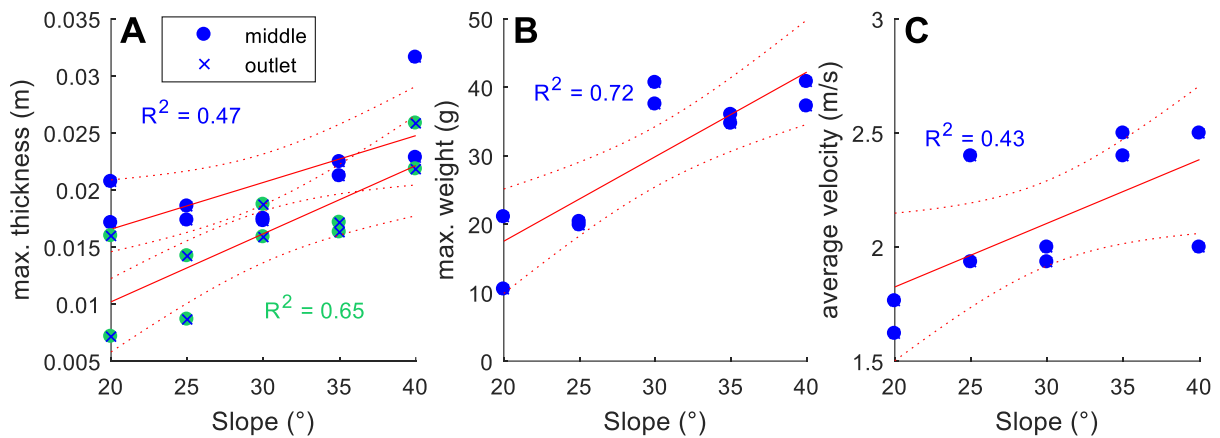 A
middle
outlet
R² = 0.47
R² = 0.65
0.035
0.03
0.025
0.02
0.015
0.01
0.005
20 25 30 35 40
max. thickness (m)
Slope (°)
B
R² = 0.72
50
40
30
20
10
0
20 25 30 35 40
max. weight (g)
Slope (°)
C
R² = 0.43
3
2.5
2
1.5
20 25 30 35 40
average velocity (m/s)
Slope (°)